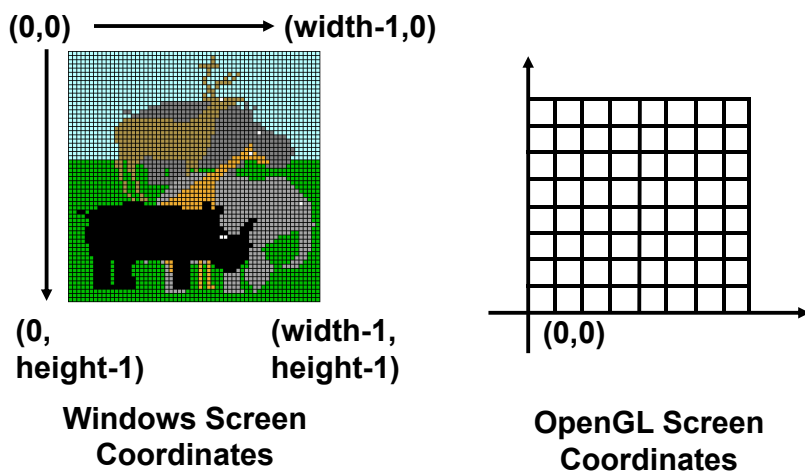 (0,0)
(width-1,0)
(0,
height-1)
(width-1,
height-1)
Windows Screen
Coordinates
(0,0)
OpenGL Screen
Coordinates